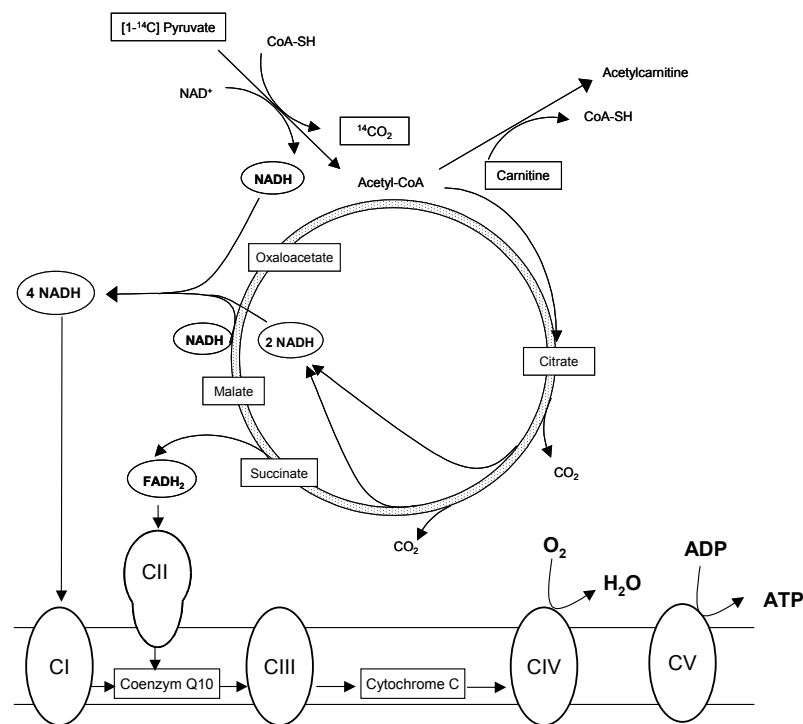 [1-¹⁴C] Pyruvate
CoA-SH
NAD⁺
¹⁴CO₂
Acetylcarnitine
CoA-SH
Carnitine
NADH
Acetyl-CoA
Oxaloacetate
4 NADH
NADH
2 NADH
Citrate
Malate
Succinate
FADH₂
CO₂
CO₂
CII
O₂
H₂O
ADP
ATP
CI
Coenzym Q10
CIII
Cytochrome C
CIV
CV